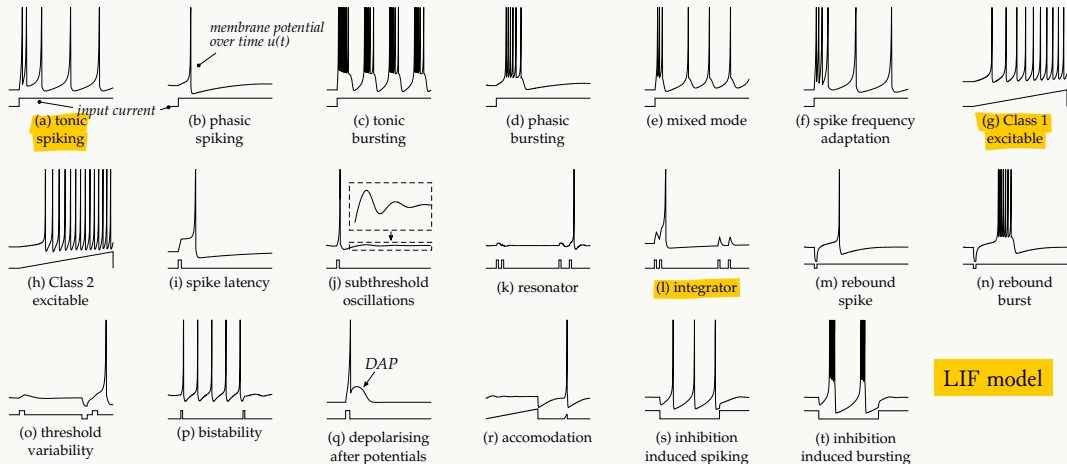 membrane potential
over time u(t)
input current
(a) tonic
spiking
(b) phasic
spiking
(c) tonic
bursting
(d) phasic
bursting
(e) mixed mode
(f) spike frequency
adaptation
(g) Class 1
excitable
(h) Class 2
excitable
(i) spike latency
(j) subthreshold
oscillations
(k) resonator
(l) integrator
(m) rebound
spike
(n) rebound
burst
DAP
LIF model
(o) threshold
variability
(p) bistability
(q) depolarising
after potentials
(r) accomodation
(s) inhibition
induced spiking
(t) inhibition
induced bursting